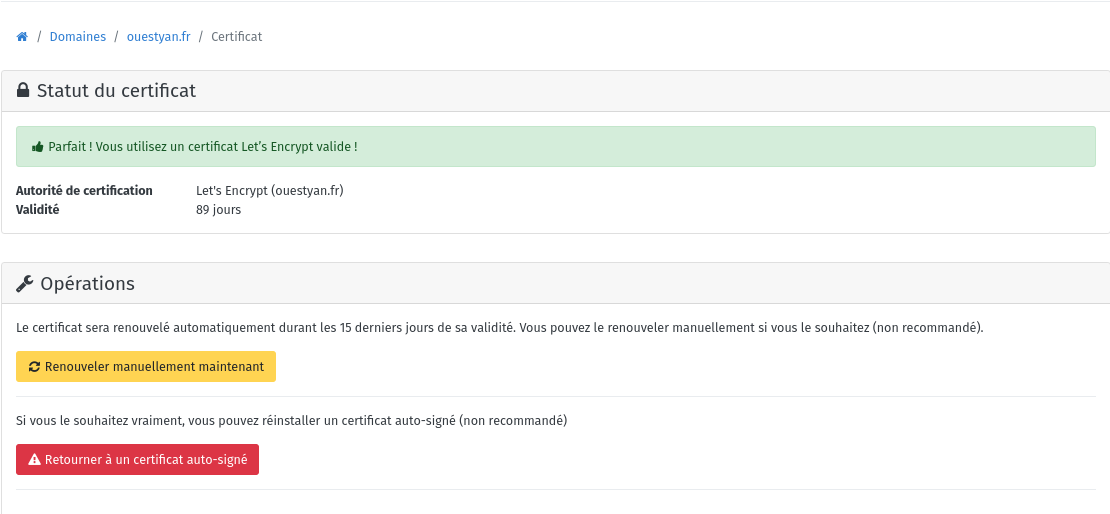 / Domaines / ouestyan.fr / Certificat
Statut du certificat
Parfait ! Vous utilisez un certificat Let’s Encrypt valide !
Autorité de certification Let's Encrypt (ouestyan.fr)
Validité 89 jours
Opérations
Le certificat sera renouvelé automatiquement durant les 15 derniers jours de sa validité. Vous pouvez le renouveler manuellement si vous le souhaitez (non recommandé).
Renouveler manuellement maintenant
Si vous le souhaitez vraiment, vous pouvez réinstaller un certificat auto-signé (non recommandé)
Retourner à un certificat auto-signé